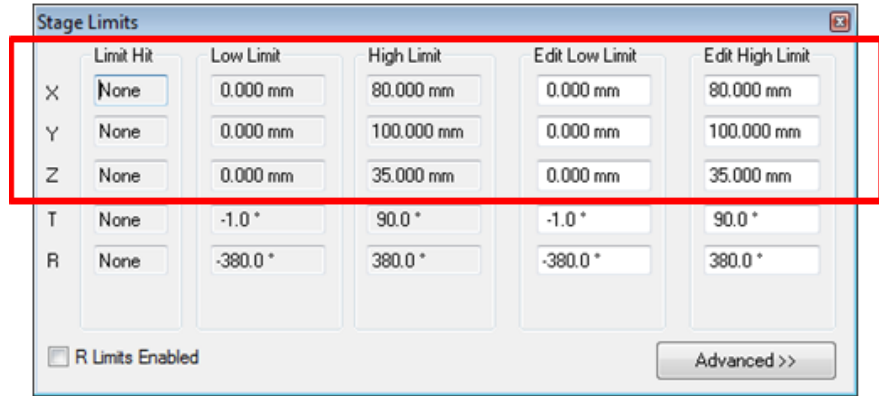 Stage Limits
Limit Hit Low Limit High Limit Edit Low Limit Edit High Limit
X None 0.000 mm 80.000 mm 0.000 mm 80.000 mm
Y None 0.000 mm 100.000 mm 0.000 mm 100.000 mm
Z None 0.000 mm 35.000 mm 0.000 mm 35.000 mm
T None -1.0 ° 90.0 ° -1.0 ° 90.0 °
R None -380.0 ° 380.0 ° -380.0 ° 380.0 °
R Limits Enabled Advanced >>